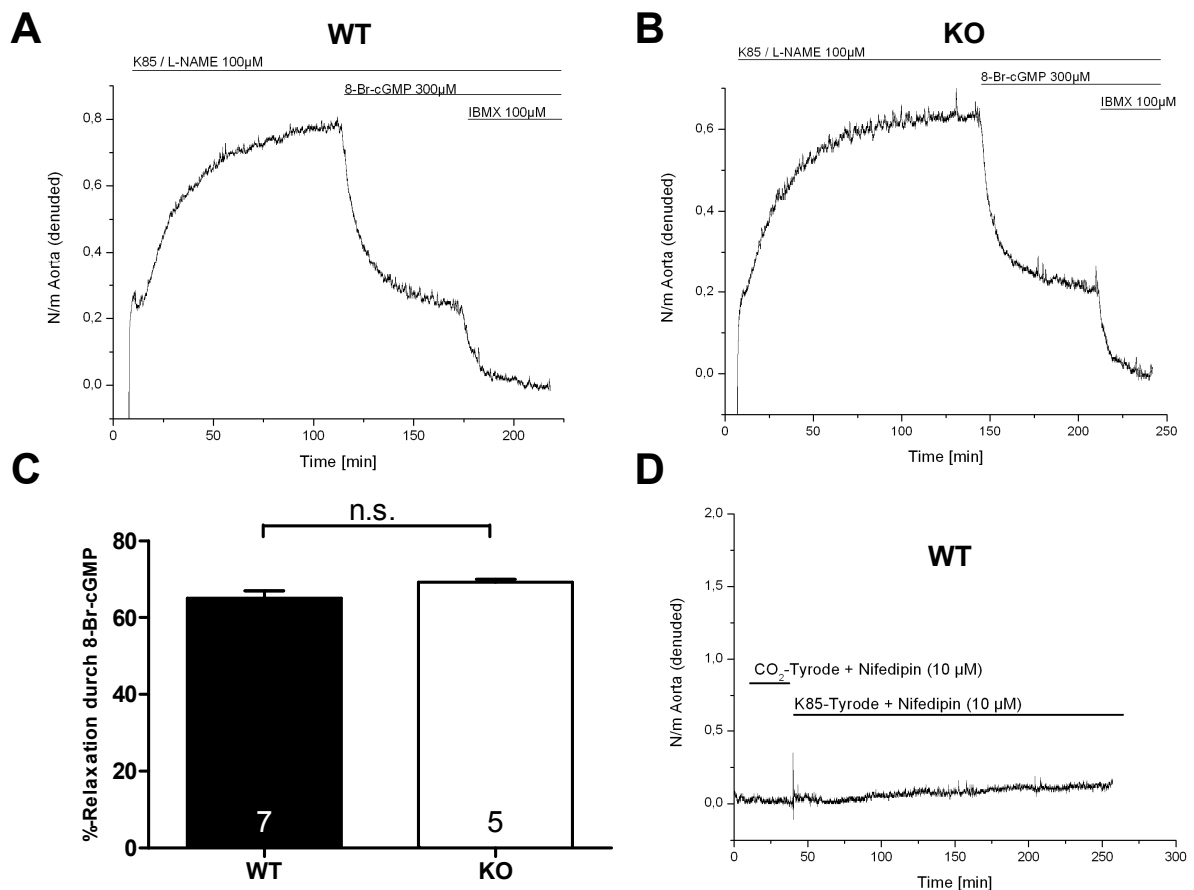 A
WT
K85 / L-NAME 100µM
8-Br-cGMP 300µM
IBMX 100µM
0,8
0,6
0,4
0,2
0,0
N/m Aorta (denuded)
0
50
100
150
200
Time [min]
B
KO
K85 / L-NAME 100µM
8-Br-cGMP 300µM
IBMX 100µM
0,6
0,4
0,2
0,0
N/m Aorta (denuded)
0
50
100
150
200
250
Time [min]
C
n.s.
80
60
40
20
0
%-Relaxation durch 8-Br-cGMP
7
5
WT
KO
D
WT
2,0
1,5
1,0
0,5
0,0
N/m Aorta (denuded)
CO2-Tyrode + Nifedipin (10 µM)
K85-Tyrode + Nifedipin (10 µM)
0
50
100
150
200
250
300
Time [min]